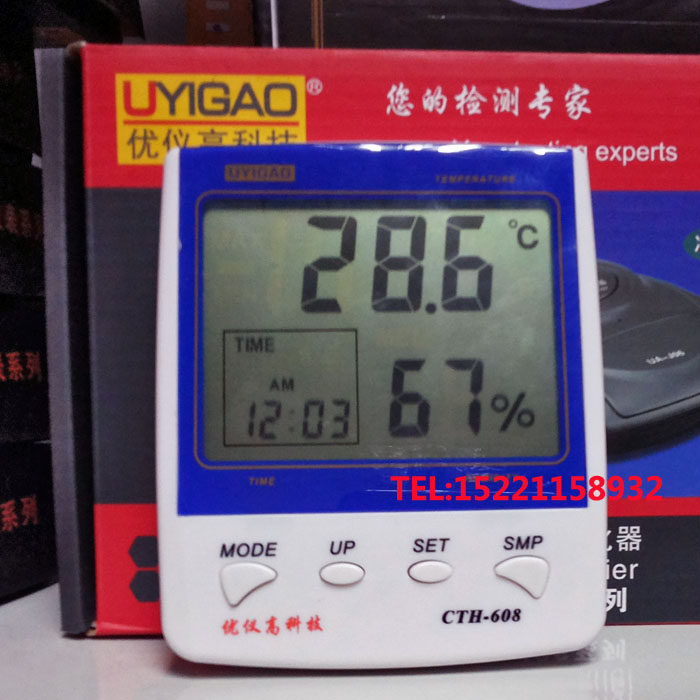 UYIGAO®
优仪高科技
您的检测专家
experts
UYIGAO
TEMPERATURE
28.6 °C
TIME
AM
12:03
67%
TIME
TEL:15221158932
MODE UP SET SMP
优仪高科技
CTH-608
系列
器
ier
列